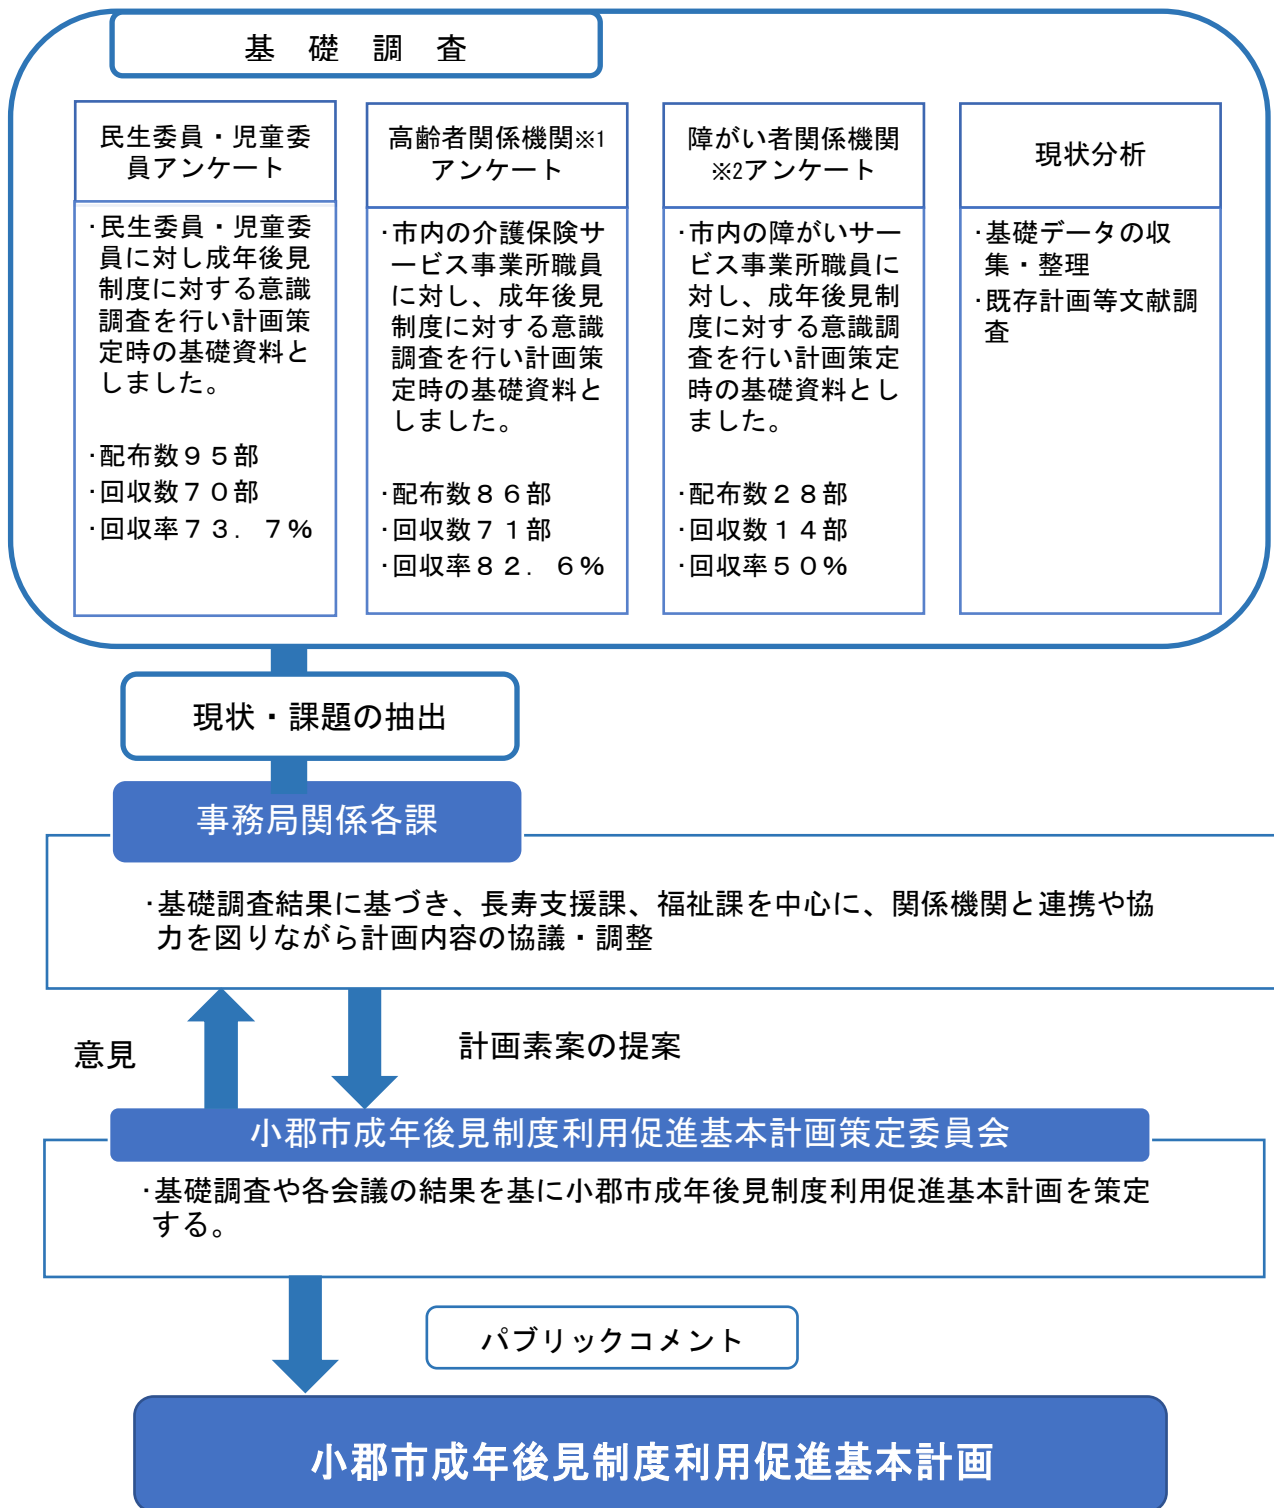 基　礎　調　査
民生委員・児童委
員アンケート
・民生委員・児童委
員に対し成年後見
制度に対する意識
調査を行い計画策
定時の基礎資料と
しました。
・配布数９５部
・回収数７０部
・回収率７３．７％
高齢者関係機関※1
アンケート
・市内の介護保険サ
ービス事業所職員
に対し、成年後見
制度に対する意識
調査を行い計画策
定時の基礎資料と
しました。
・配布数８６部
・回収数７１部
・回収率８２．６％
障がい者関係機関
※2アンケート
・市内の障がいサー
ビス事業所職員に
対し、成年後見制
度に対する意識調
査を行い計画策定
時の基礎資料とし
ました。
・配布数２８部
・回収数１４部
・回収率５０％
現状分析
・基礎データの収
集・整理
・既存計画等文献調
査
現状・課題の抽出
事務局関係各課
・基礎調査結果に基づき、長寿支援課、福祉課を中心に、関係機関と連携や協
力を図りながら計画内容の協議・調整
意見
計画素案の提案
小郡市成年後見制度利用促進基本計画策定委員会
・基礎調査や各会議の結果を基に小郡市成年後見制度利用促進基本計画を策定
する。
パブリックコメント
小郡市成年後見制度利用促進基本計画